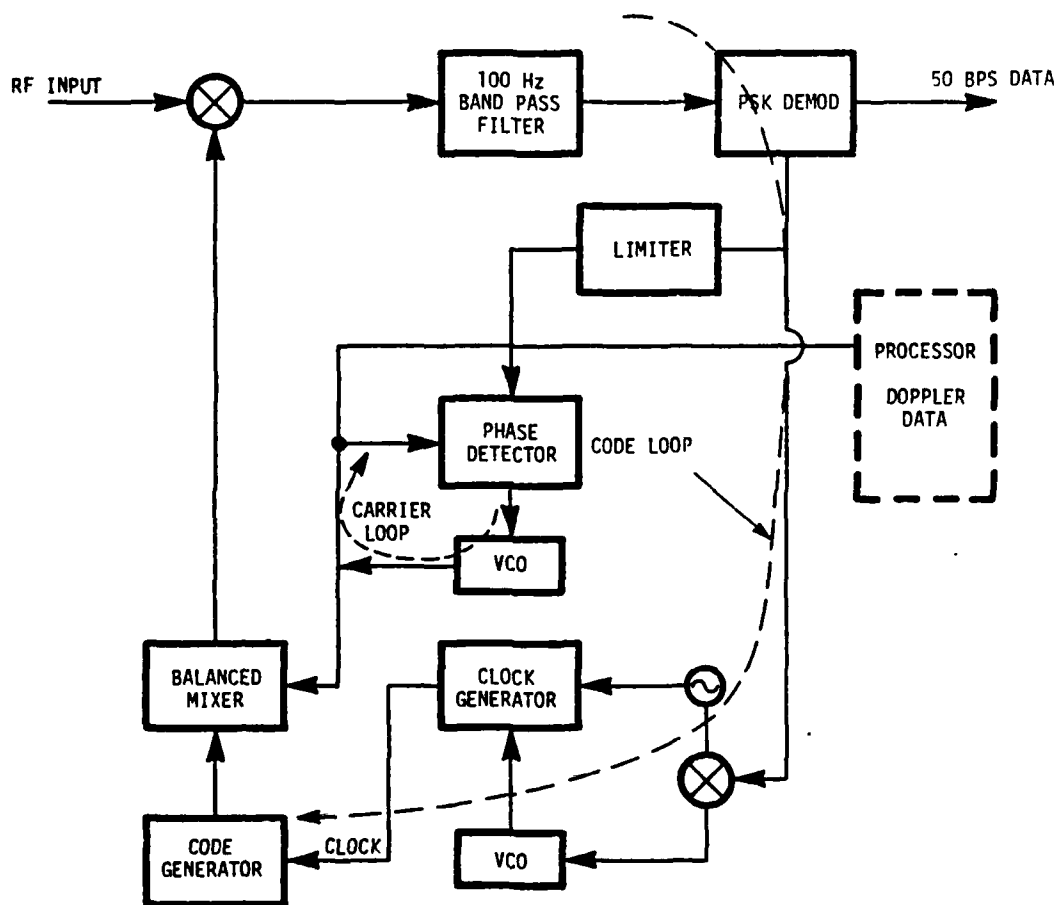 RF INPUT
100 Hz
BAND PASS
FILTER
PSK DEMOD
50 BPS DATA
LIMITER
PROCESSOR
DOPPLER
DATA
PHASE
DETECTOR
CODE LOOP
CARRIER
LOOP
VCO
BALANCED
MIXER
CLOCK
GENERATOR
CODE
GENERATOR
CLOCK
VCO